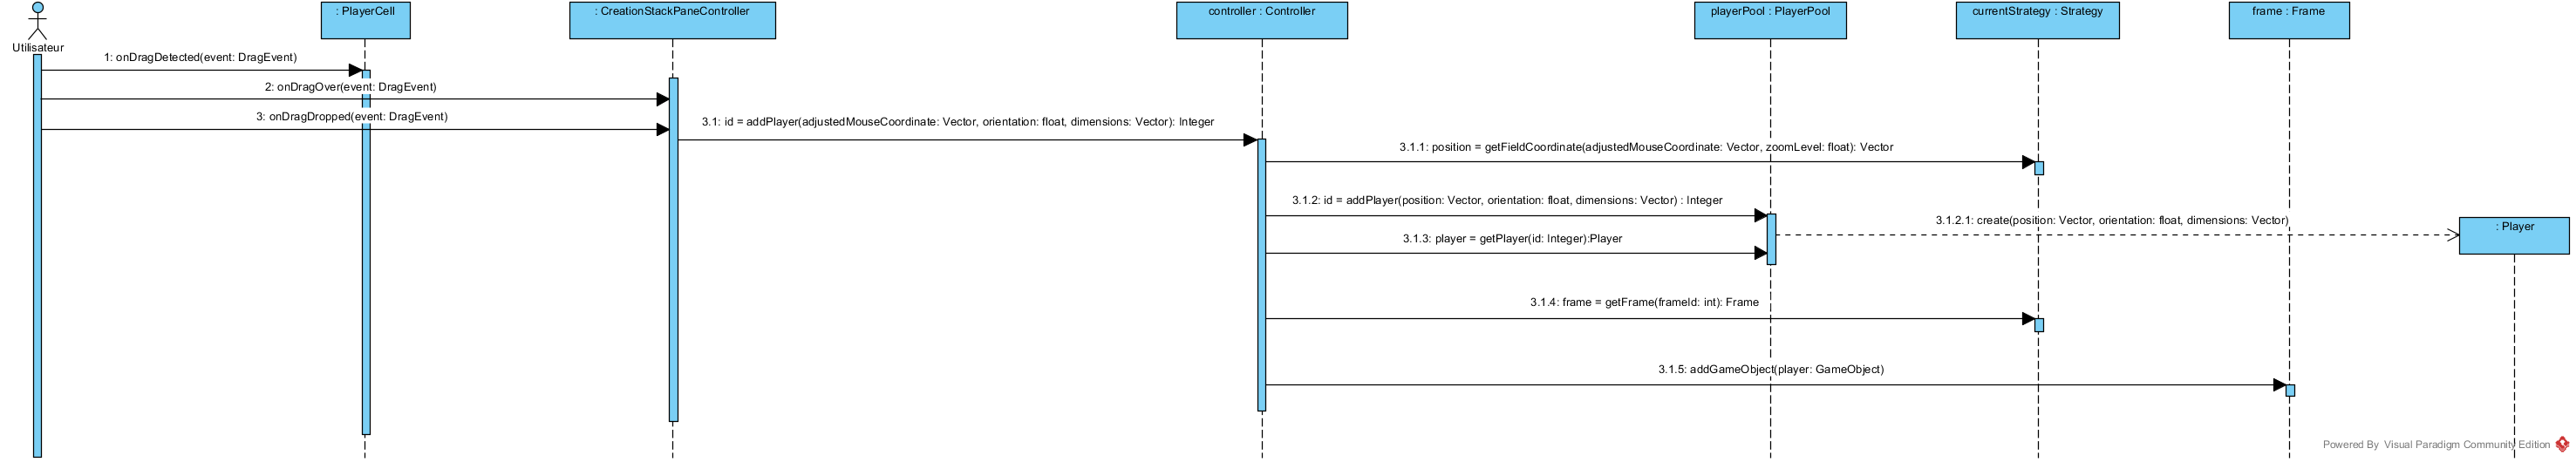 : PlayerCell
: CreationStackPaneController
controller : Controller
playerPool : PlayerPool
currentStrategy : Strategy
frame : Frame
Utilisateur
1: onDragDetected(event: DragEvent)
2: onDragOver(event: DragEvent)
3: onDragDropped(event: DragEvent)
3.1: id = addPlayer(adjustedMouseCoordinate: Vector, orientation: float, dimensions: Vector): Integer
3.1.1: position = getFieldCoordinate(adjustedMouseCoordinate: Vector, zoomLevel: float): Vector
3.1.2: id = addPlayer(position: Vector, orientation: float, dimensions: Vector) : Integer
3.1.2.1: create(position: Vector, orientation: float, dimensions: Vector)
: Player
3.1.3: player = getPlayer(id: Integer):Player
3.1.4: frame = getFrame(frameId: int): Frame
3.1.5: addGameObject(player: GameObject)
Powered By Visual Paradigm Community Edition